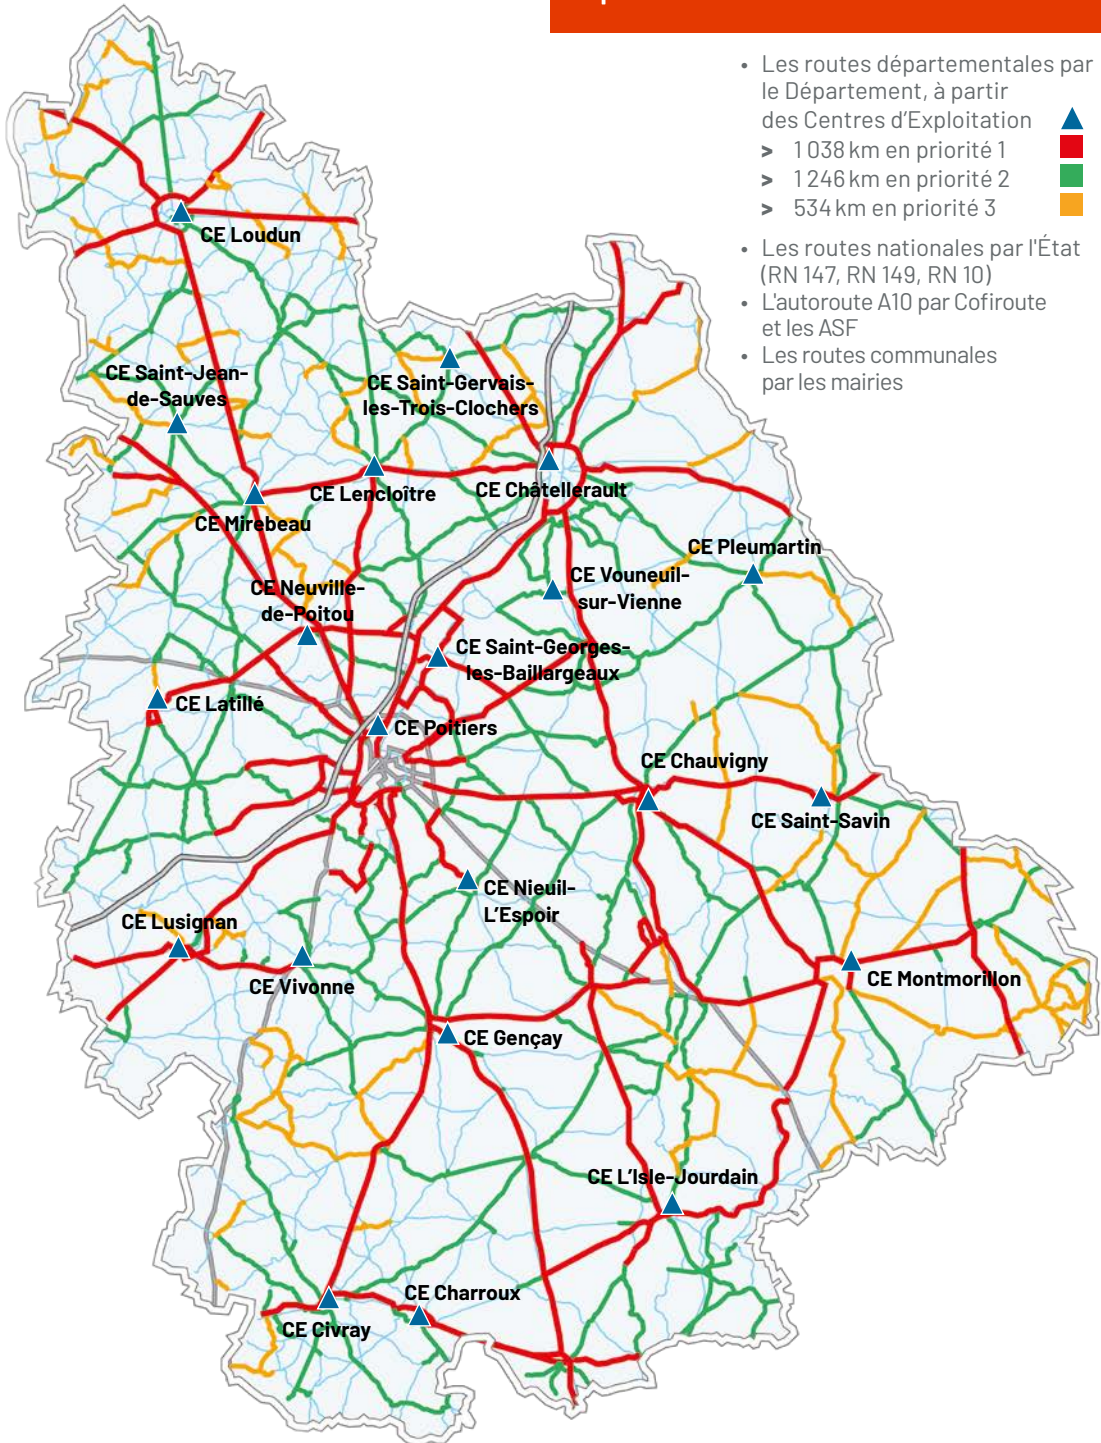 • Les routes départementales par
le Département, à partir
des Centres d'Exploitation
> 1 038 km en priorité 1
> 1 246 km en priorité 2
> 534 km en priorité 3
• Les routes nationales par l'État
(RN 147, RN 149, RN 10)
• L'autoroute A10 par Cofiroute
et les ASF
• Les routes communales
par les mairies
CE Loudun
CE Saint-Jean-
de-Sauves
CE Saint-Gervais-
les-Trois-Clochers
CE Lencloître
CE Châtellerault
CE Mirebeau
CE Pleumartin
CE Neuville-
de-Poitou
CE Vouneuil-
sur-Vienne
CE Saint-Georges-
les-Baillargeaux
CE Latillé
CE Poitiers
CE Chauvigny
CE Saint-Savin
CE Nieuil-
L'Espoir
CE Lusignan
CE Vivonne
CE Montmorillon
CE Gençay
CE L'Isle-Jourdain
CE Charroux
CE Civray